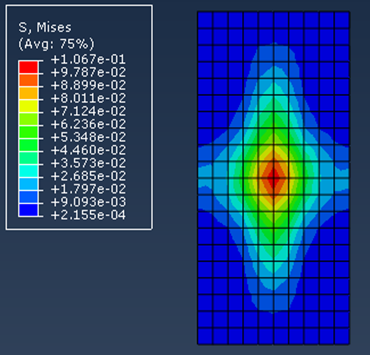 S, Mises
(Avg: 75%)
+1.067e-01
+9.787e-02
+8.899e-02
+8.011e-02
+7.124e-02
+6.236e-02
+5.348e-02
+4.460e-02
+3.573e-02
+2.685e-02
+1.797e-02
+9.093e-03
+2.155e-04